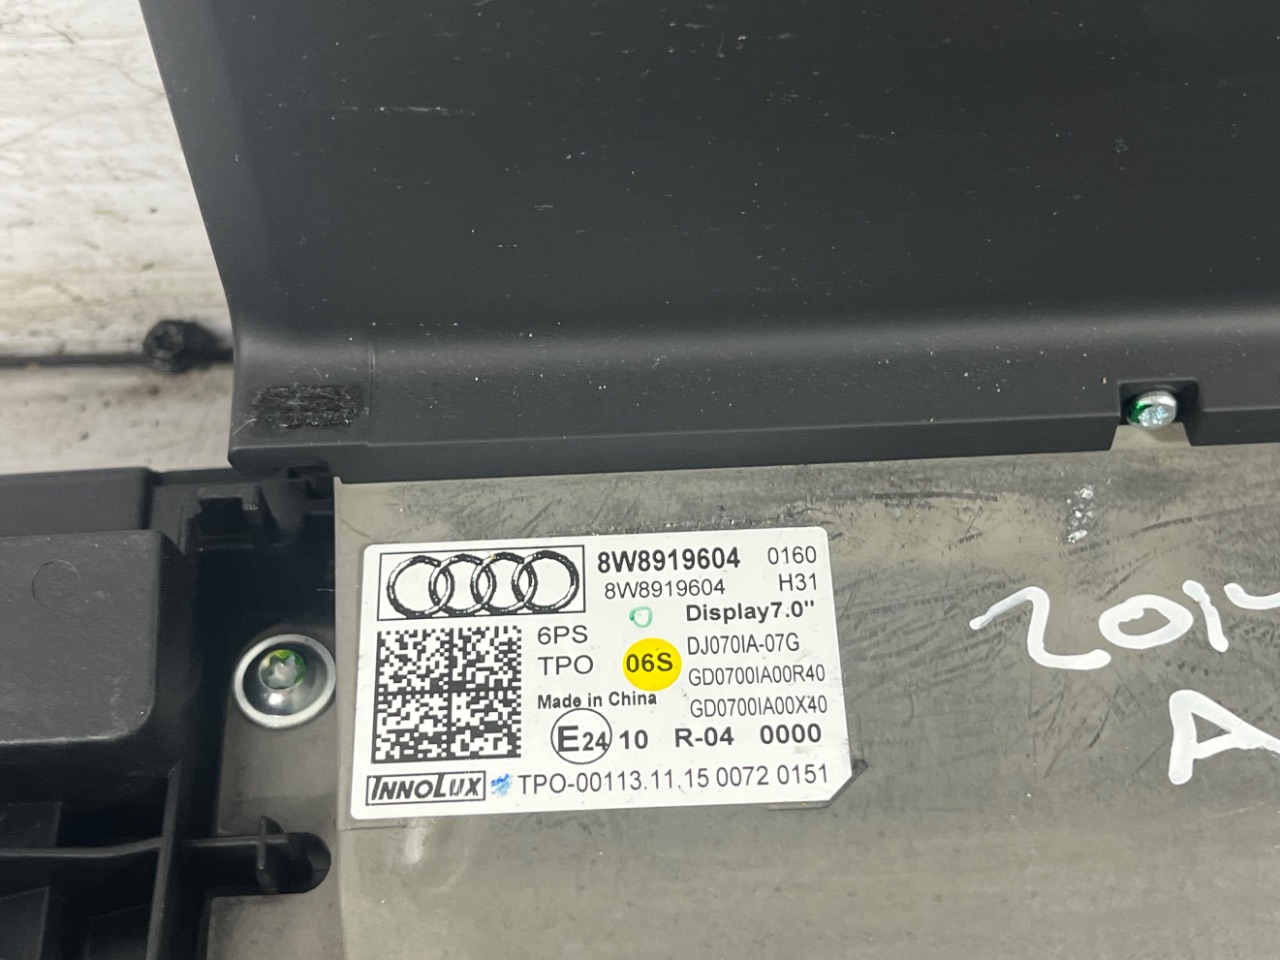 8W8919604 0160
8W8919604 H31
Display7.0"
6PS
TPO 06S DJ070IA-07G
GD0700IA00R40
Made in China GD0700IA00X40
E24 10 R-04 0000
INNOLUX TPO-00113.11.15 0072 0151
A